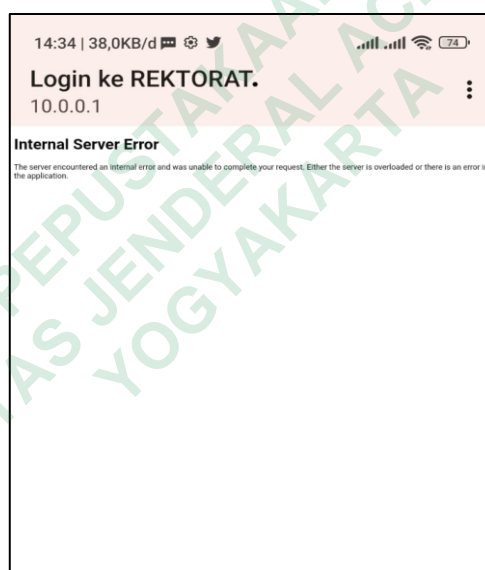 14:34 | 38,0KB/d
74
Login ke REKTORAT.
10.0.0.1
Internal Server Error
The server encountered an internal error and was unable to complete your request. Either the server is overloaded or there is an error in
the application.
YOGYAKARTA